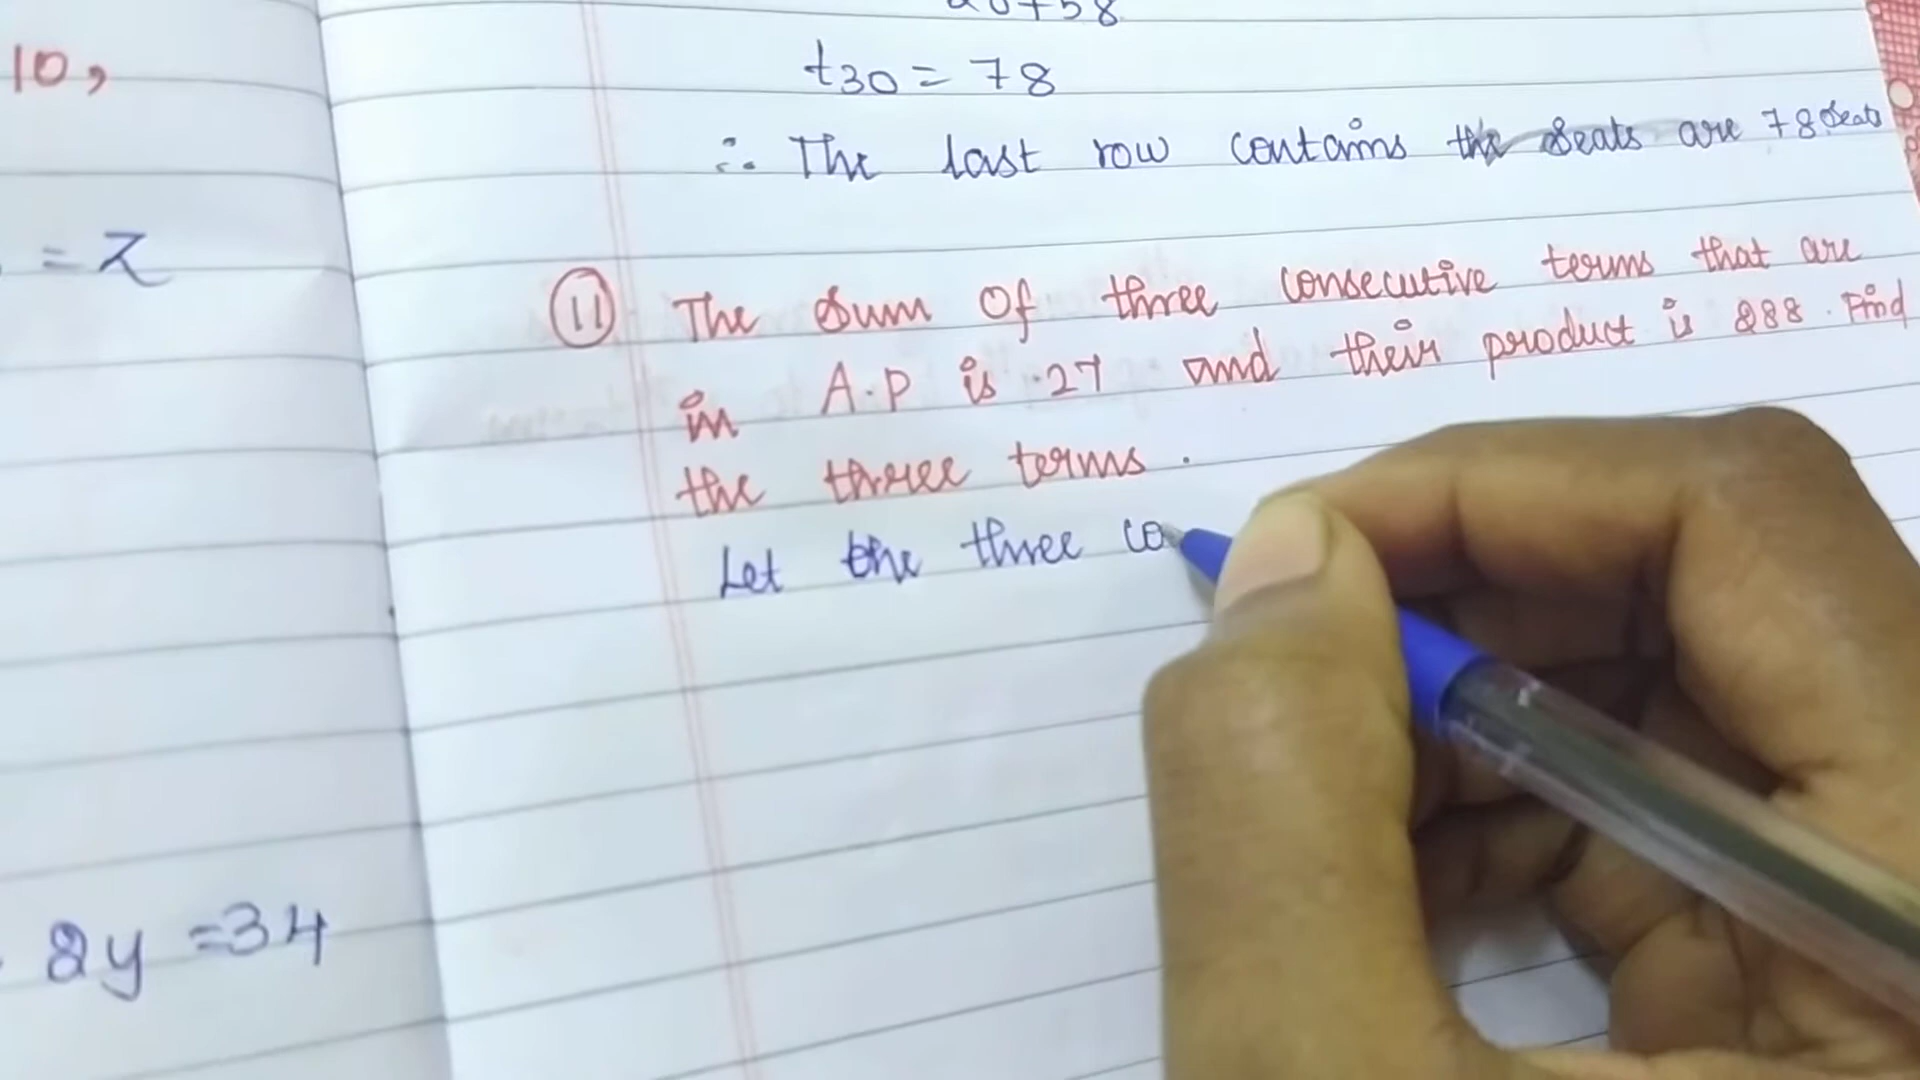 10,
= z
2y = 34
20+58
t30 = 78
∴ The last row contains the seats are 78 seats
11 The sum of three consecutive terms that are
in A.P is 27 and their product is 288. Find
the three terms.
Let the three co